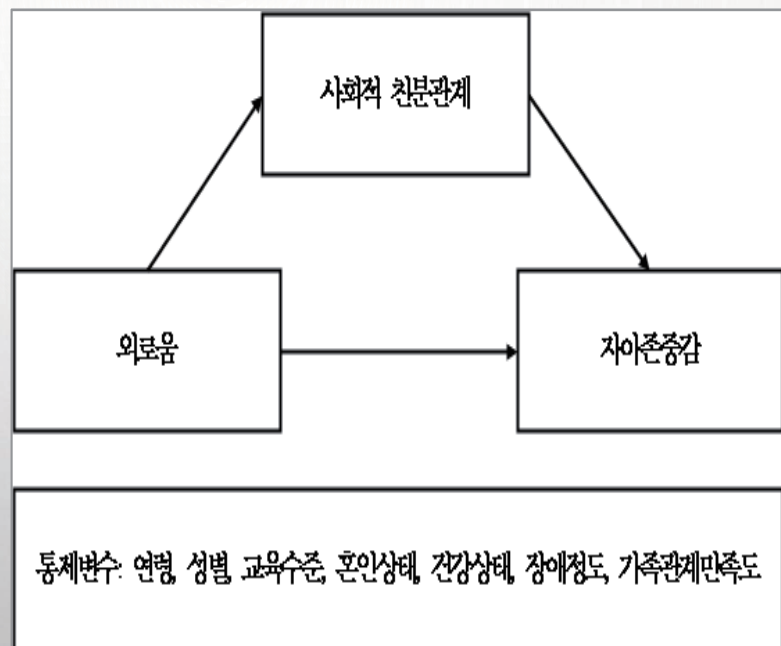 사회적 친분관계
외로움
자아존중감
통제변수: 연령, 성별, 교육수준, 혼인상태, 건강상태, 장애정도, 가족관계만족도